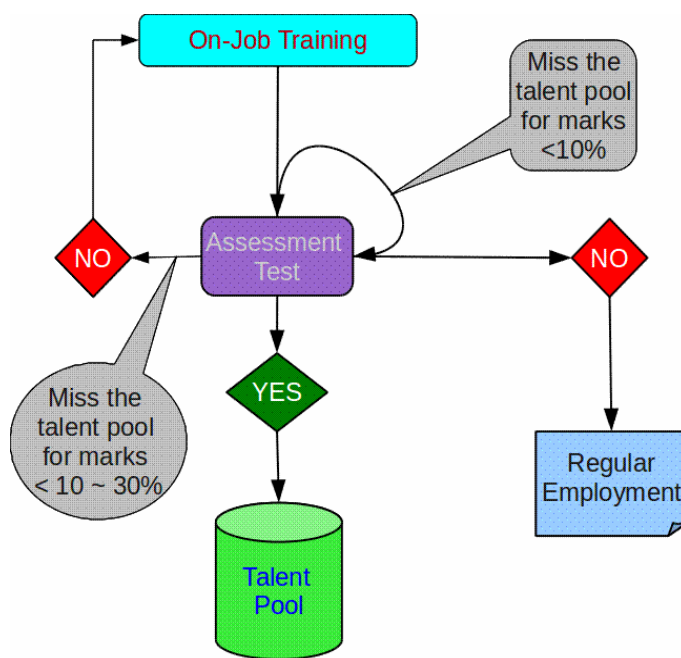 On-Job Training
Miss the
talent pool
for marks
<10%
Assessment
Test
NO
NO
YES
Miss the
talent pool
for marks
< 10 ~ 30%
Regular
Employment
Talent
Pool